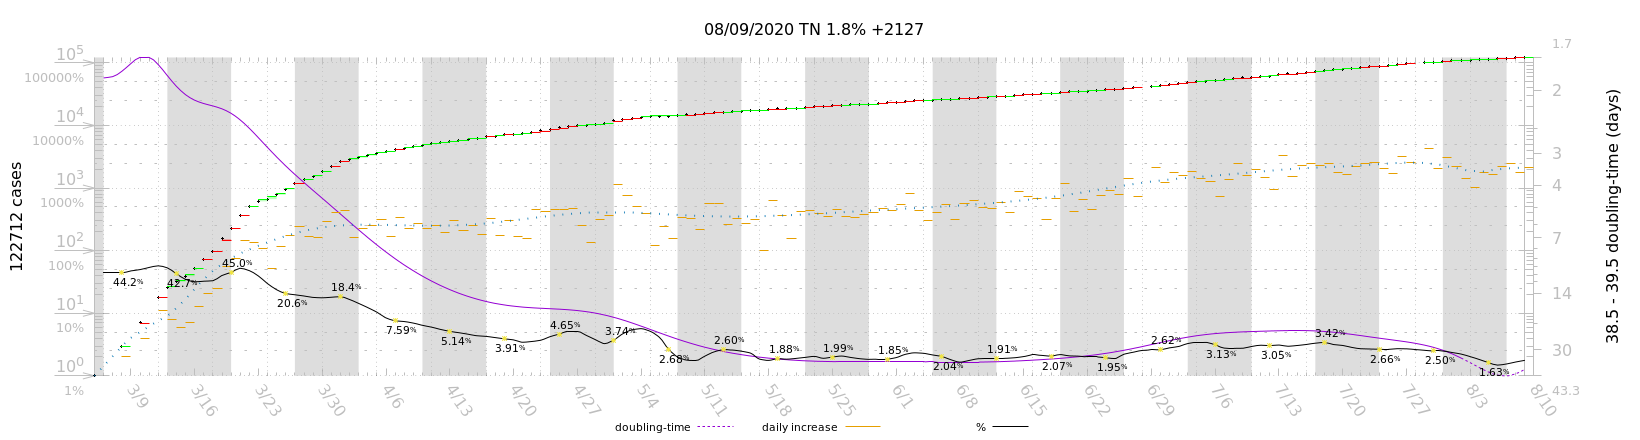 08/09/2020 TN 1.8% +2127
10⁵ 1.7
100000%
2
10⁴
10000%
3
10³ 4
1000%
10² 7
100%
10¹ 14
10%
10⁰ 30
1% 43.3
122712 cases
38.5 - 39.5 doubling-time (days)
44.2% 42.7% 45.0% 20.6% 18.4% 7.59% 5.14% 3.91% 4.65% 3.74% 2.68% 2.60% 1.88% 1.99% 1.85% 2.04% 1.91% 2.07% 1.95% 2.62% 3.13% 3.05% 3.42% 2.66% 2.50% 1.63%
3/9 3/16 3/23 3/30 4/6 4/13 4/20 4/27 5/4 5/11 5/18 5/25 6/1 6/8 6/15 6/22 6/29 7/6 7/13 7/20 7/27 8/3 8/10
doubling-time daily increase %